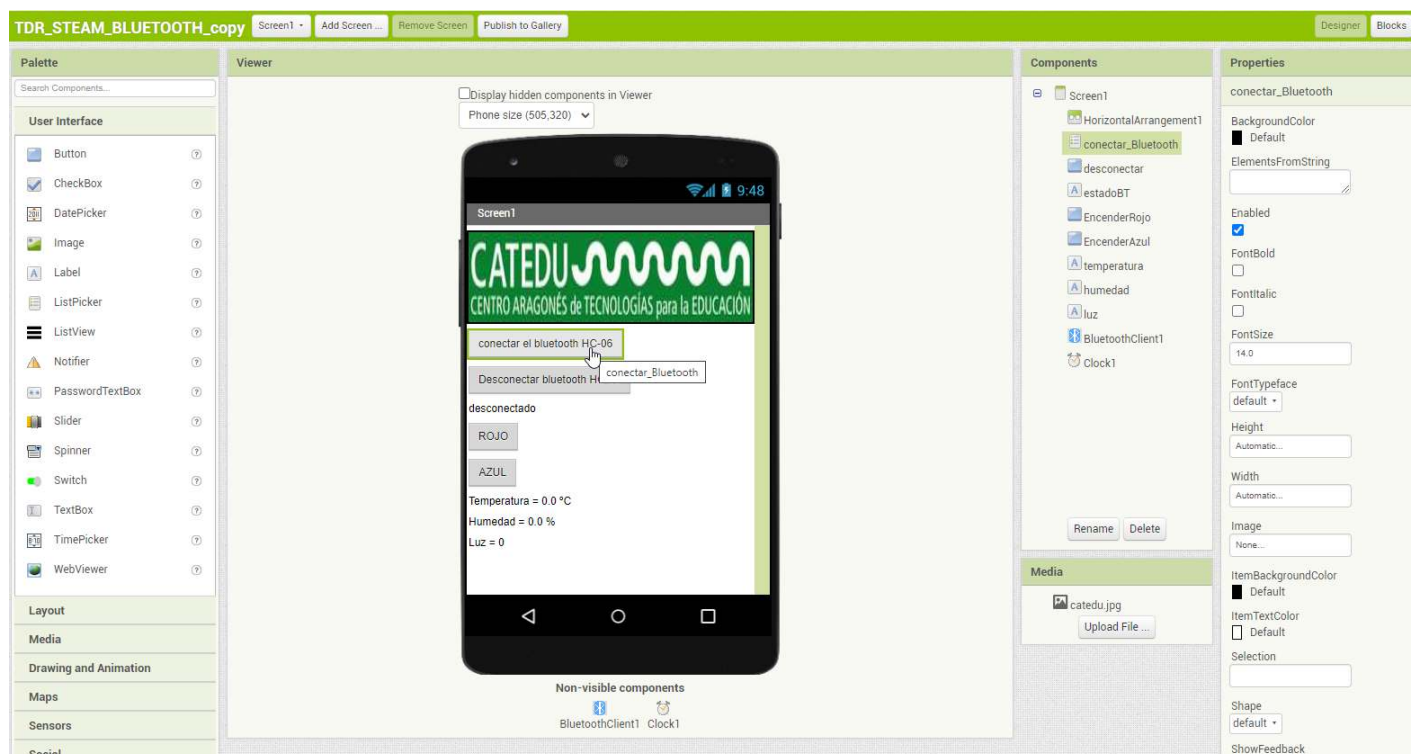 TDR_STEAM_BLUETOOTH_copy Screen1 Add Screen ... Remove Screen Publish to Gallery Designer Blocks
Palette
Search Components...
User Interface
Button
CheckBox
DatePicker
Image
Label
ListPicker
ListView
Notifier
PasswordTextBox
Slider
Spinner
Switch
TextBox
TimePicker
WebViewer
Layout
Media
Drawing and Animation
Maps
Sensors
Social
Viewer
Display hidden components in Viewer
Phone size (505,320)
9:48
Screen1
CATEDU
CENTRO ARAGONÉS de TECNOLOGÍAS para la EDUCACIÓN
conectar el bluetooth HC-06
conectar_Bluetooth
Desconectar bluetooth
desconectado
ROJO
AZUL
Temperatura = 0.0 ºC
Humedad = 0.0 %
Luz = 0
Non-visible components
BluetoothClient1 Clock1
Components
Screen1
HorizontalArrangement1
conectar_Bluetooth
desconectar
estadoBT
EncenderRojo
EncenderAzul
temperatura
humedad
luz
BluetoothClient1
Clock1
Rename Delete
Media
catedu.jpg
Upload File ...
Properties
conectar_Bluetooth
BackgroundColor
Default
ElementsFromString
Enabled
FontBold
FontItalic
FontSize
14.0
FontTypeface
default
Height
Automatic...
Width
Automatic...
Image
None...
ItemBackgroundColor
Default
ItemTextColor
Default
Selection
Shape
default
ShowFeedback